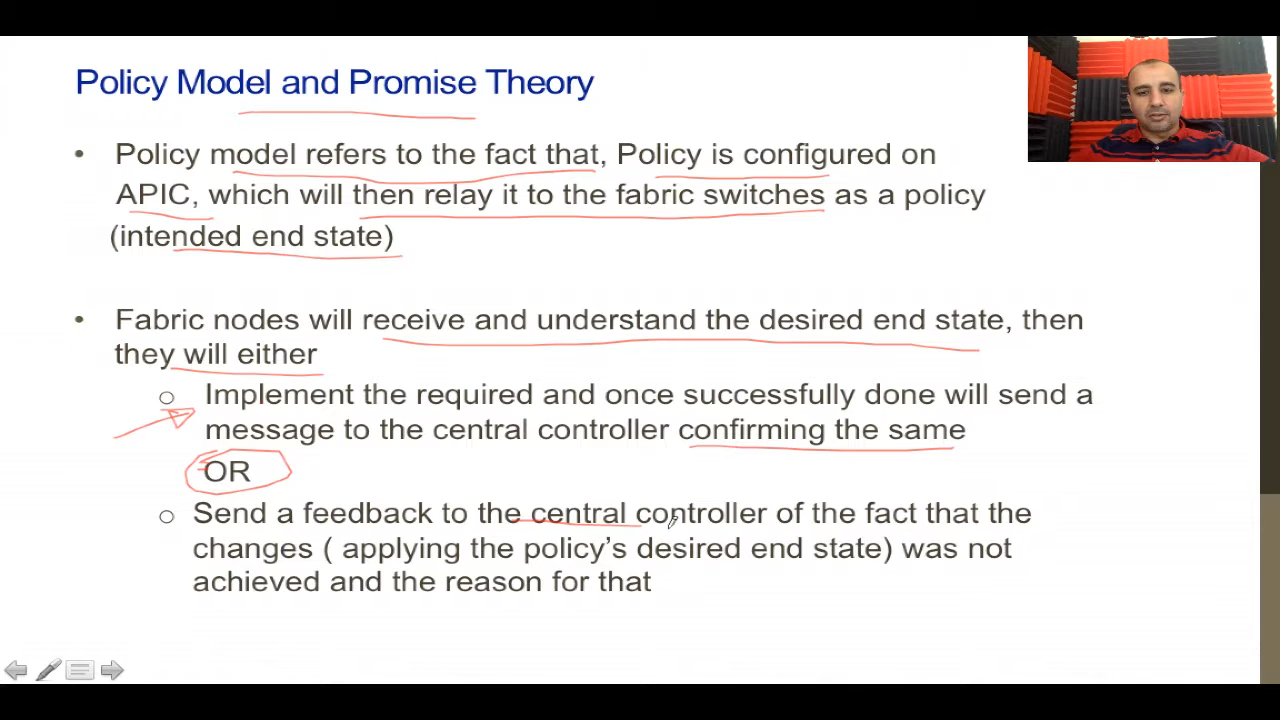 Policy Model and Promise Theory
• Policy model refers to the fact that, Policy is configured on
APIC, which will then relay it to the fabric switches as a policy
(intended end state)
• Fabric nodes will receive and understand the desired end state, then
they will either
o Implement the required and once successfully done will send a
message to the central controller confirming the same
OR
o Send a feedback to the central controller of the fact that the
changes ( applying the policy’s desired end state) was not
achieved and the reason for that